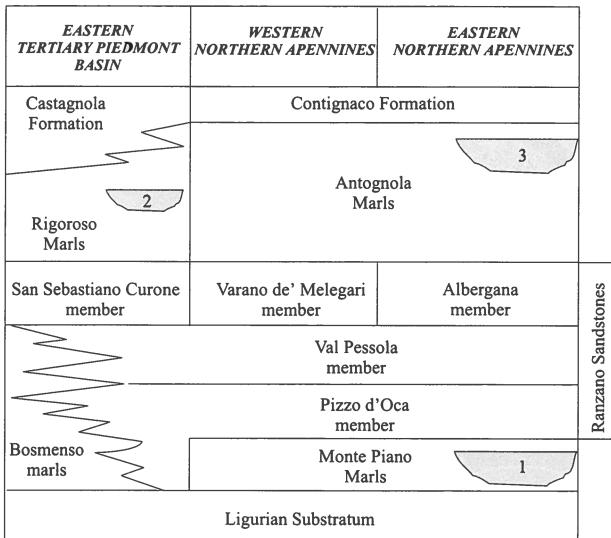 EASTERN
TERTIARY PIEDMONT
BASIN
WESTERN
NORTHERN APENNINES
EASTERN
NORTHERN APENNINES
Castagnola
Formation
Contignaco Formation
3
Antognola
Marls
2
Rigoroso
Marls
San Sebastiano Curone
member
Varano de' Melegari
member
Albergana
member
Ranzano Sandstones
Val Pessola
member
Pizzo d'Oca
member
Bosmenso
marls
Monte Piano
Marls
1
Ligurian Substratum